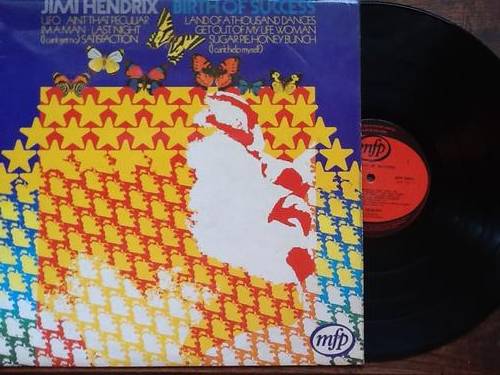 JIMI HENDRIX BIRTH OF SUCCESS
UFO AIN'T THAT PECULIAR
I'M A MAN LAST NIGHT
(I can't get no) SATISFACTION
LAND OF A THOUSAND DANCES
GET OUT OF MY LIFE WOMAN
SUGAR PIE, HONEY BUNCH
(I can't help myself)
mfp
mfp